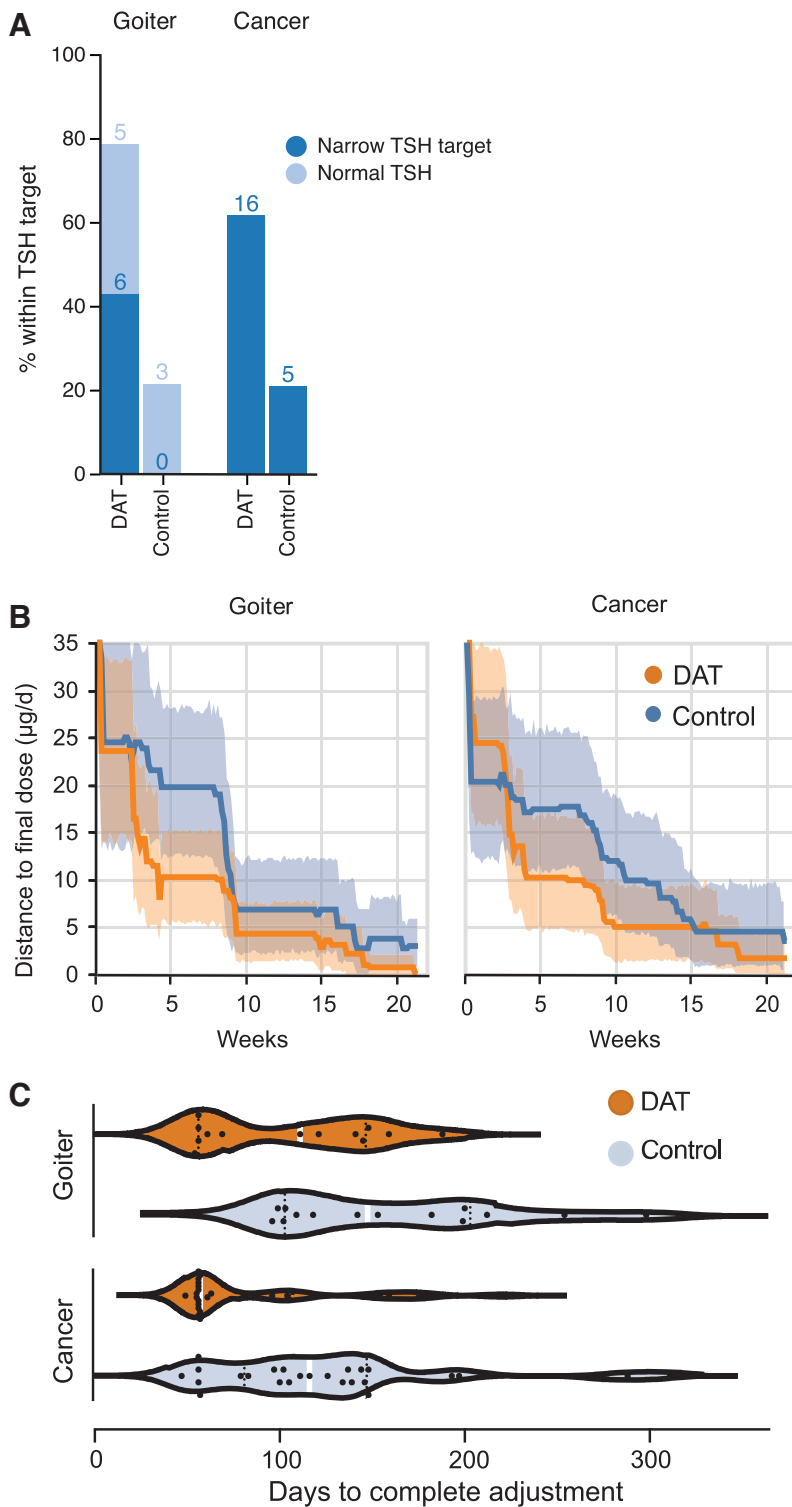 A
Goiter Cancer
100
80
60
40
20
0
% within TSH target
5
6
3
0
16
5
Narrow TSH target
Normal TSH
DAT
Control
DAT
Control
B
Goiter
Cancer
35
30
25
20
15
10
5
0
Distance to final dose (µg/d)
DAT
Control
0 5 10 15 20
0 5 10 15 20
Weeks
Weeks
C
DAT
Control
Goiter
Cancer
0 100 200 300
Days to complete adjustment